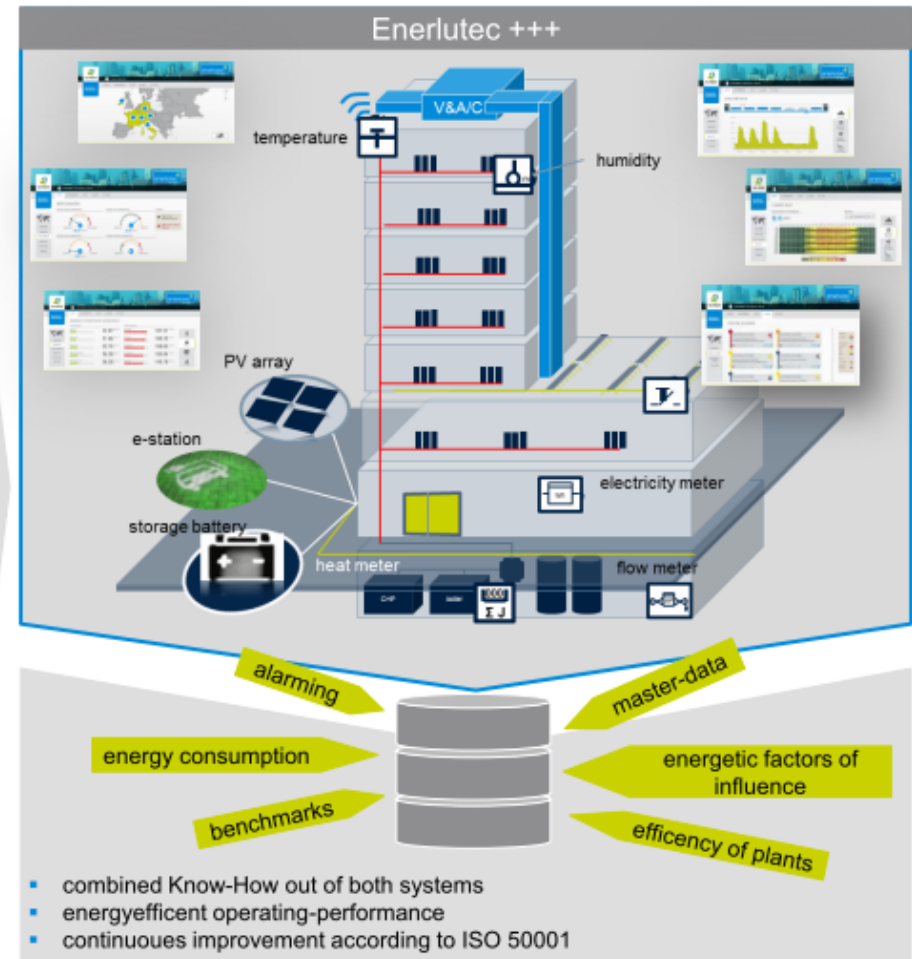 Enerlutec +++
V&A/C
temperature
humidity
PV array
e-station
electricity meter
storage battery
heat meter
flow meter
CHP
boiler
Σ J
alarming
master-data
energy consumption
energetic factors of
influence
benchmarks
efficency of plants
combined Know-How out of both systems
energyefficent operating-performance
continuoues improvement according to ISO 50001